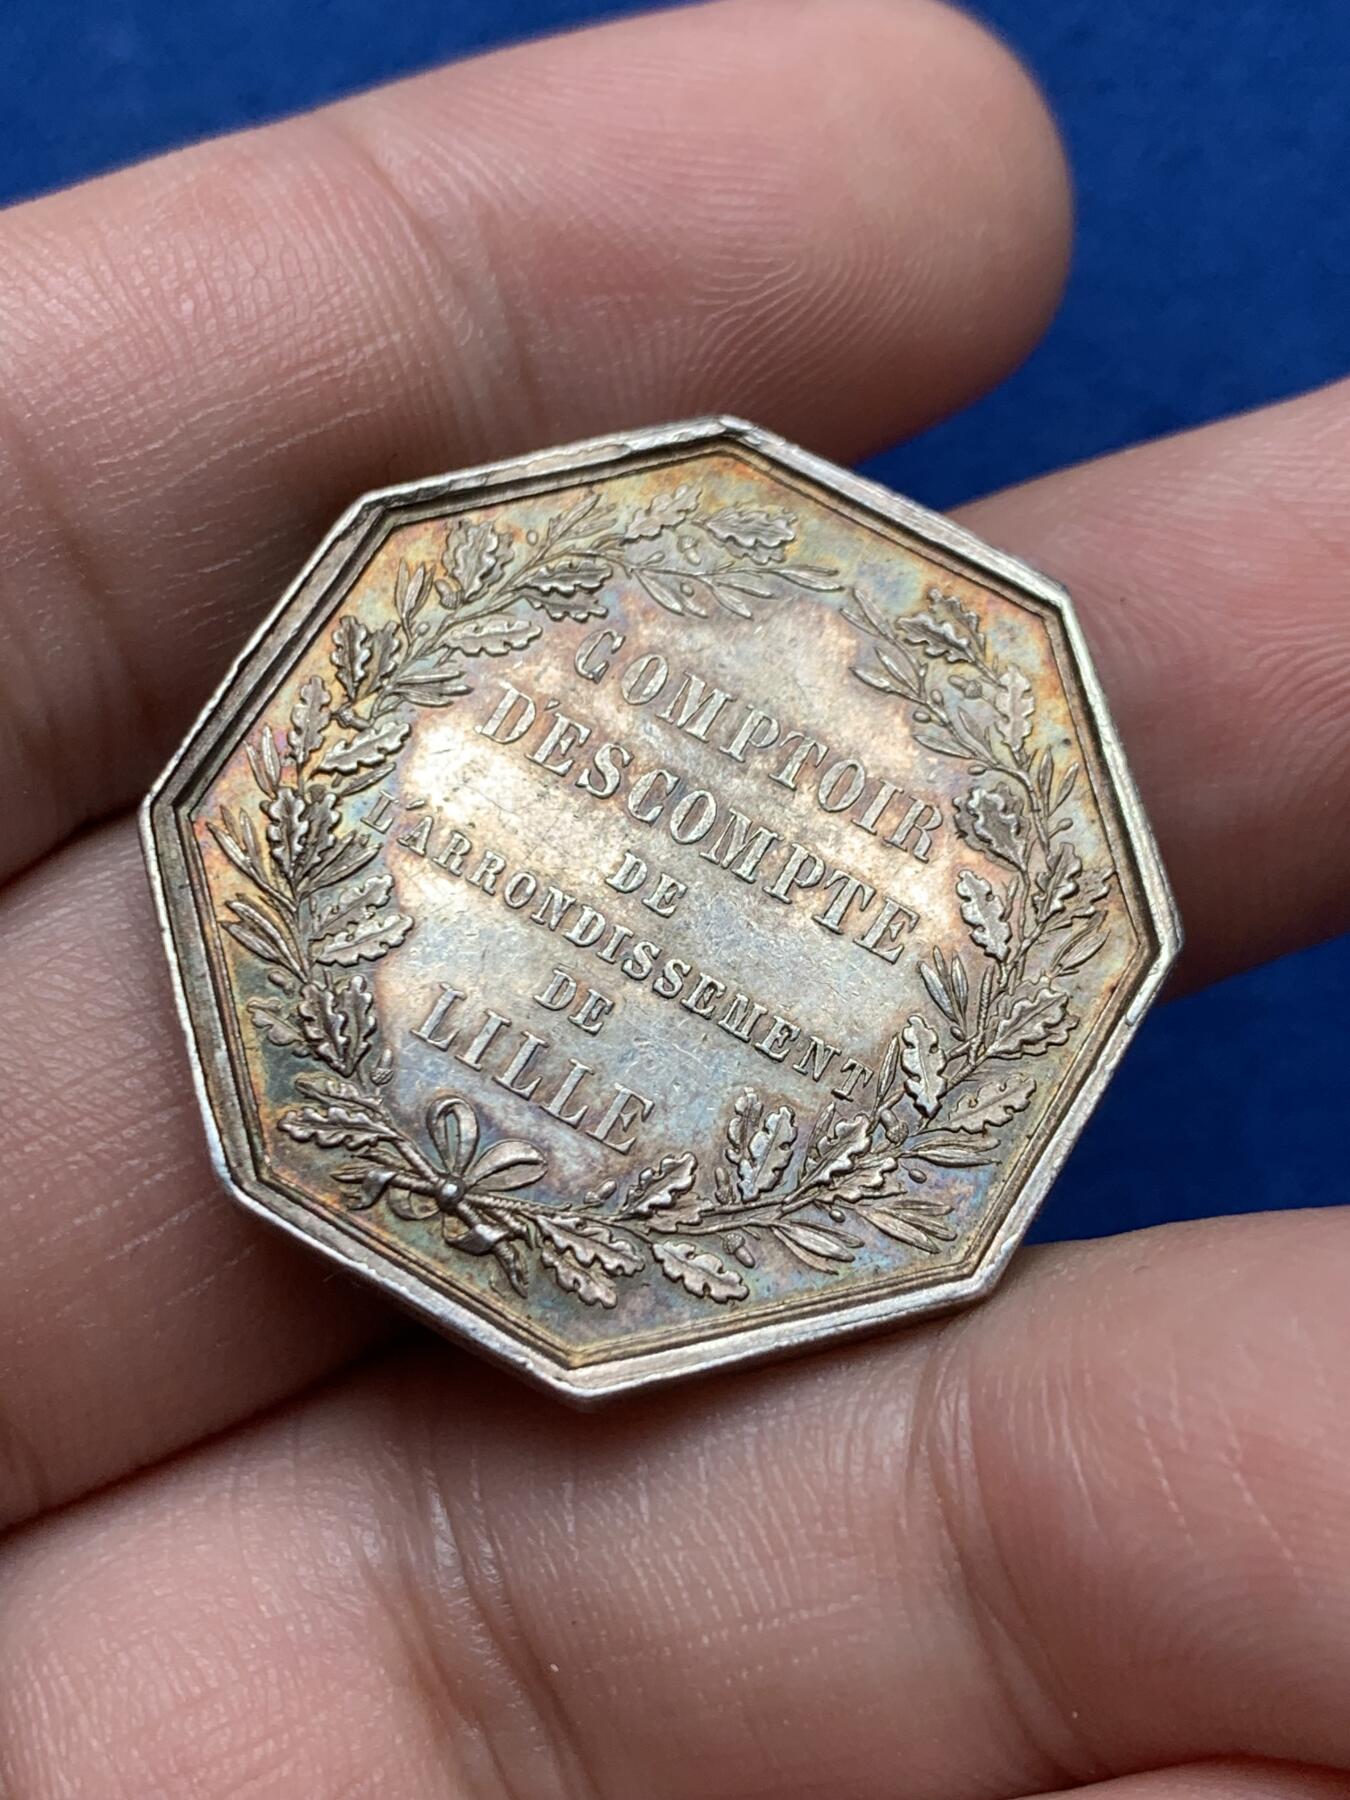 COMPTOIR
D'ESCOMPTE
DE
L'ARRONDISSEMENT
DE
LILLE